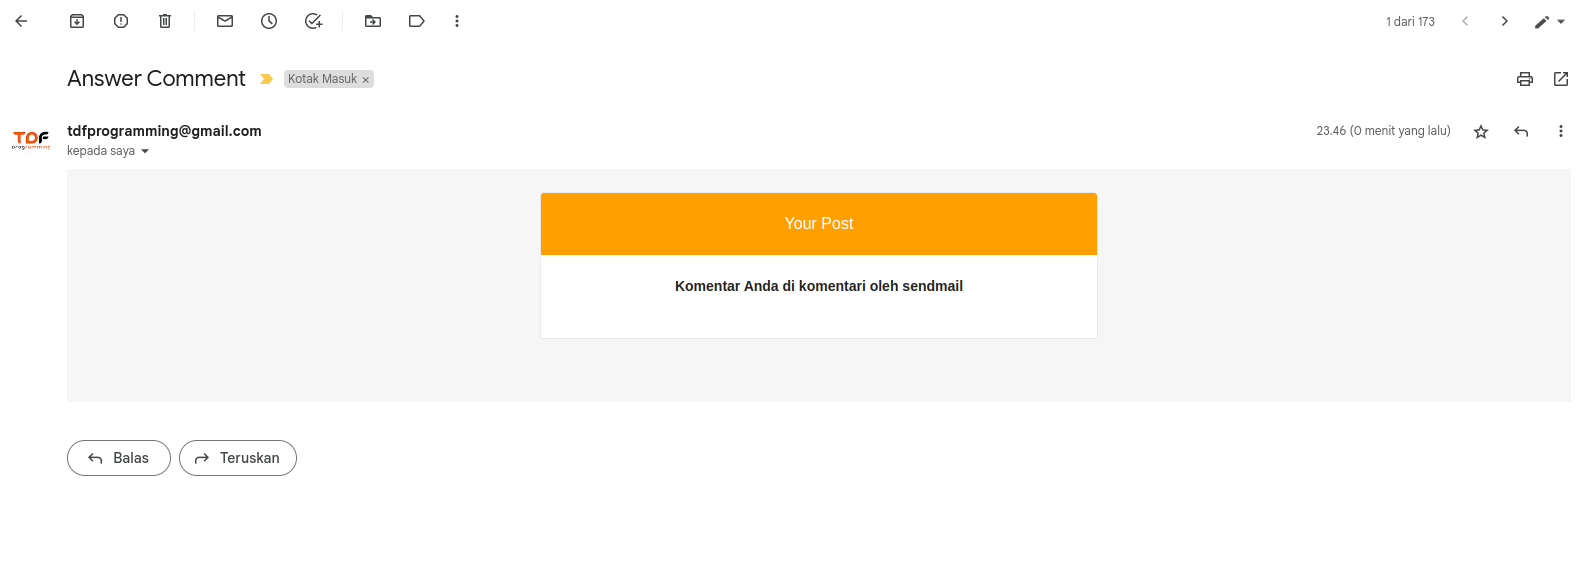 1 dari 173
Answer Comment
Kotak Masuk ×
TDF
programming
tdfprogramming@gmail.com
23.46 (0 menit yang lalu)
kepada saya
Your Post
Komentar Anda di komentari oleh sendmail
Balas
Teruskan